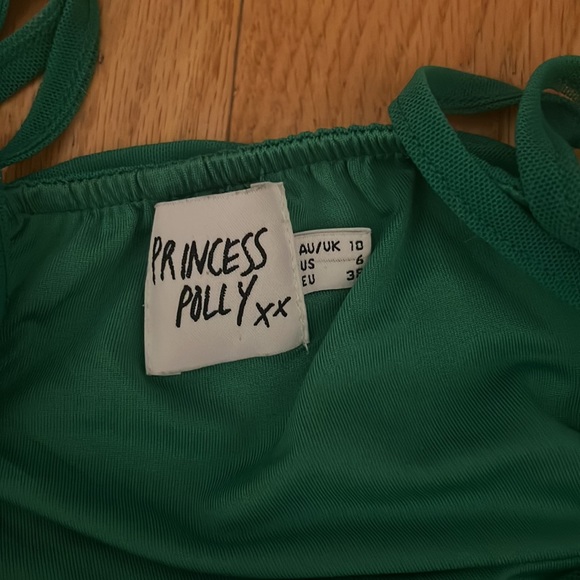 PRINCESS
POLLY xx
AU/UK 10
US 6
EU